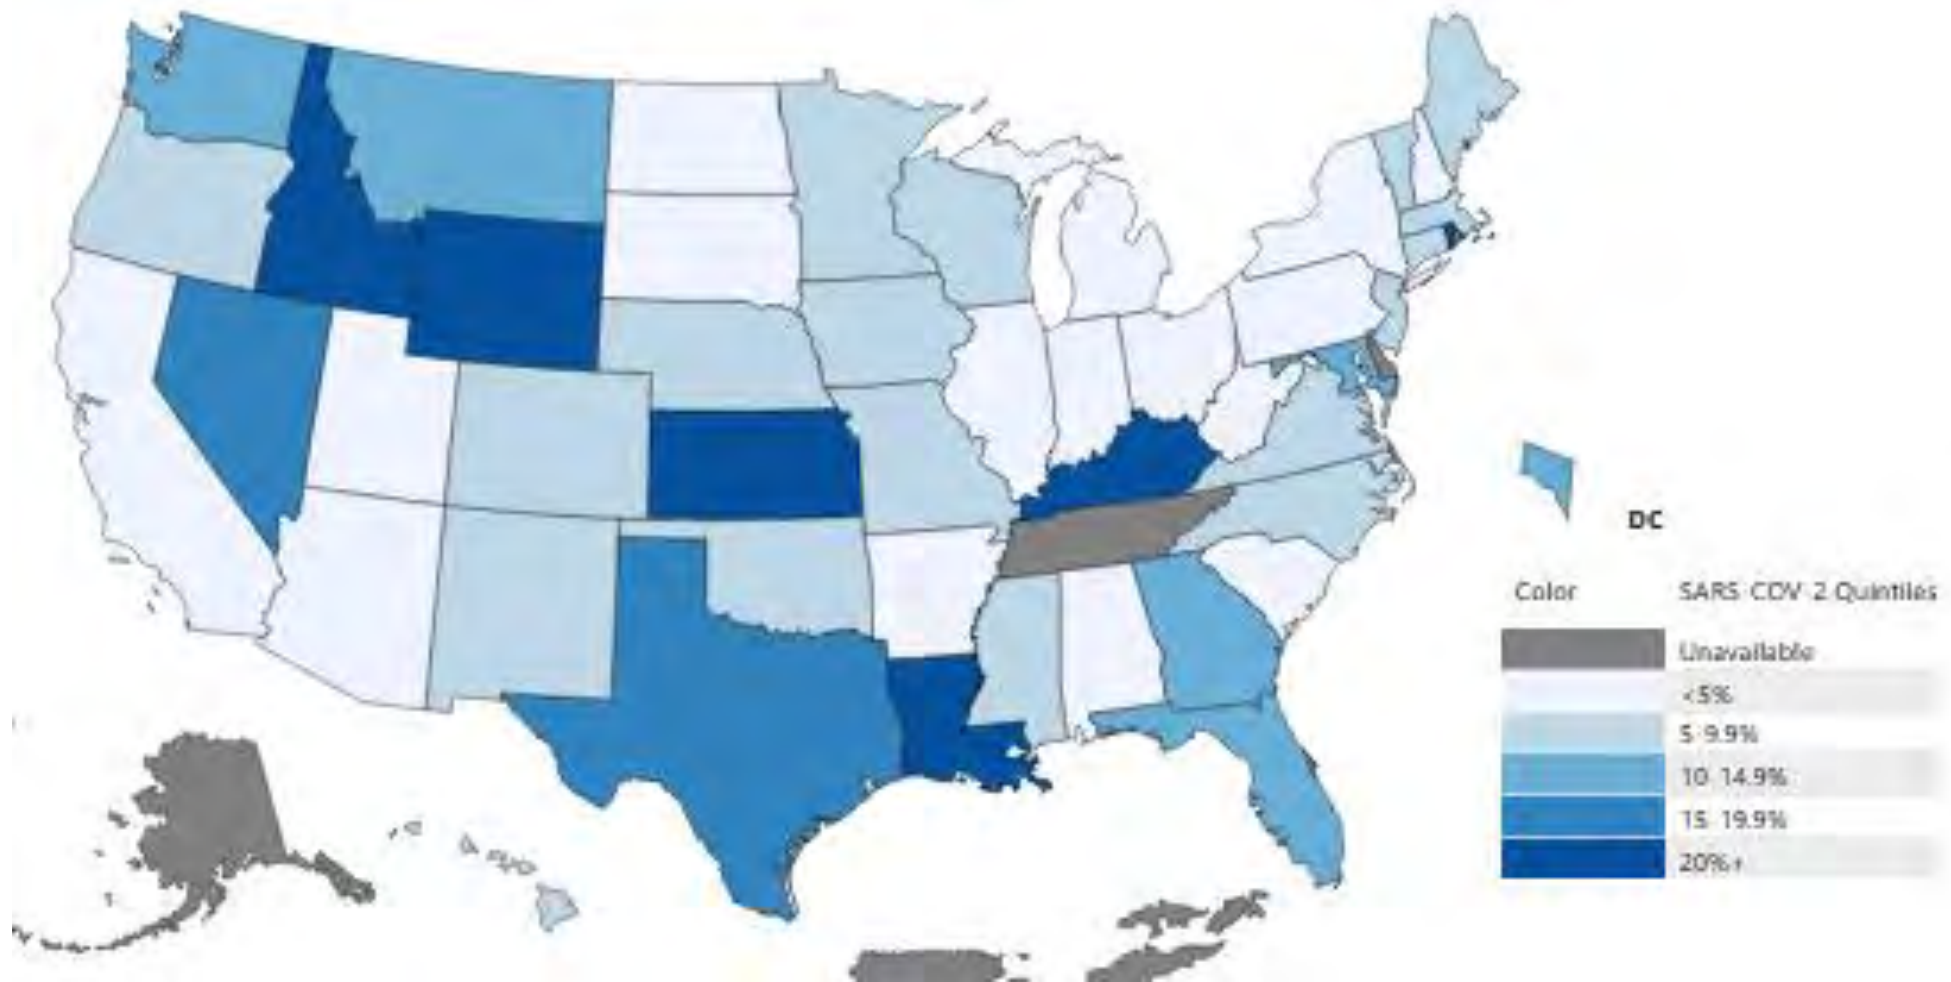 DC
Color SARS COV 2 Quintiles
Unavailable
<5%
5 9.9%
10 14.9%
15 19.9%
20%+